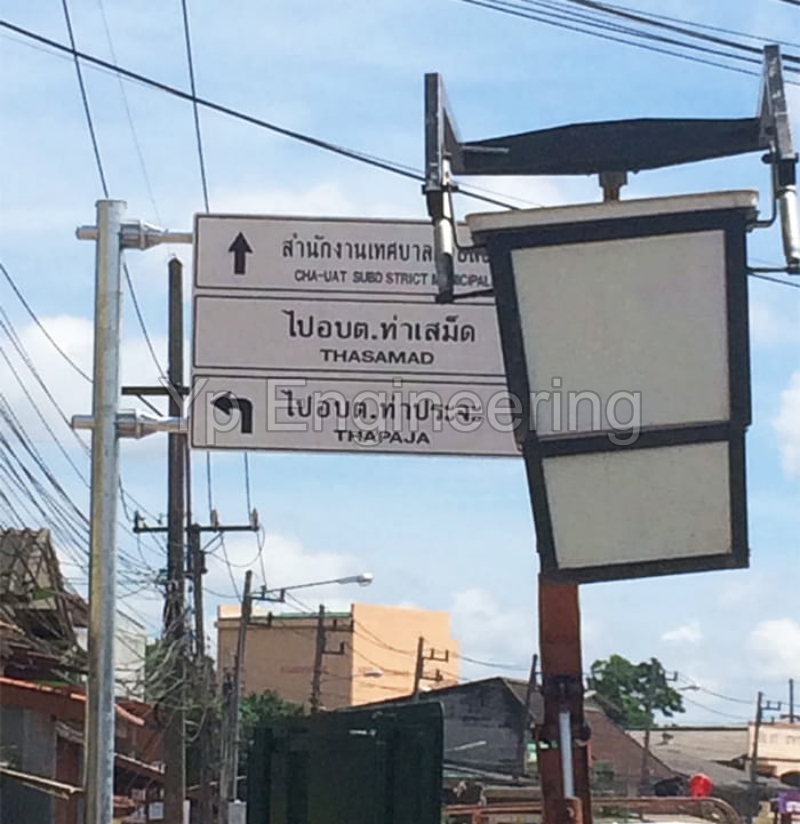 สำนักงานเทศบาล
CHA-UAT SUBD STRICT M NICIPAL
ไปอบต.ท่าเสม็ด
THASAMAD
ไปอบต.ท่าประจะ
THAPAJA
Yp Engineering